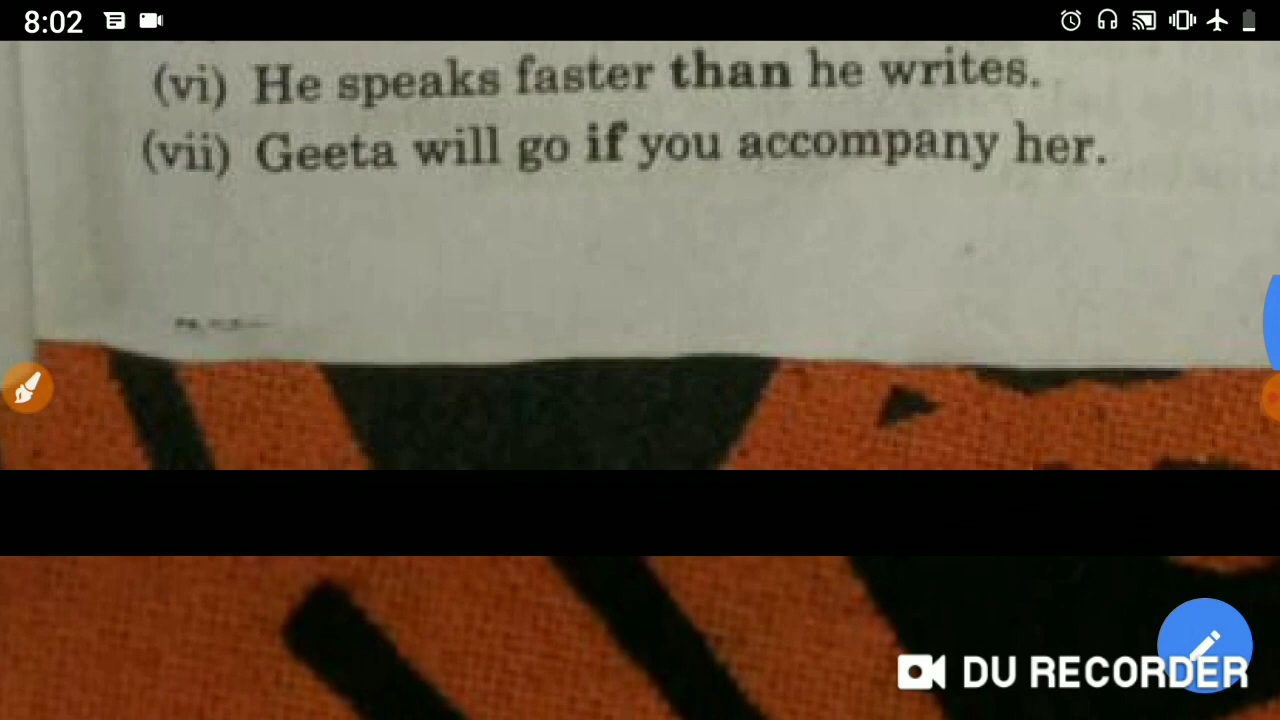 8:02
(vi) He speaks faster than he writes.
(vii) Geeta will go if you accompany her.
DU RECORDER